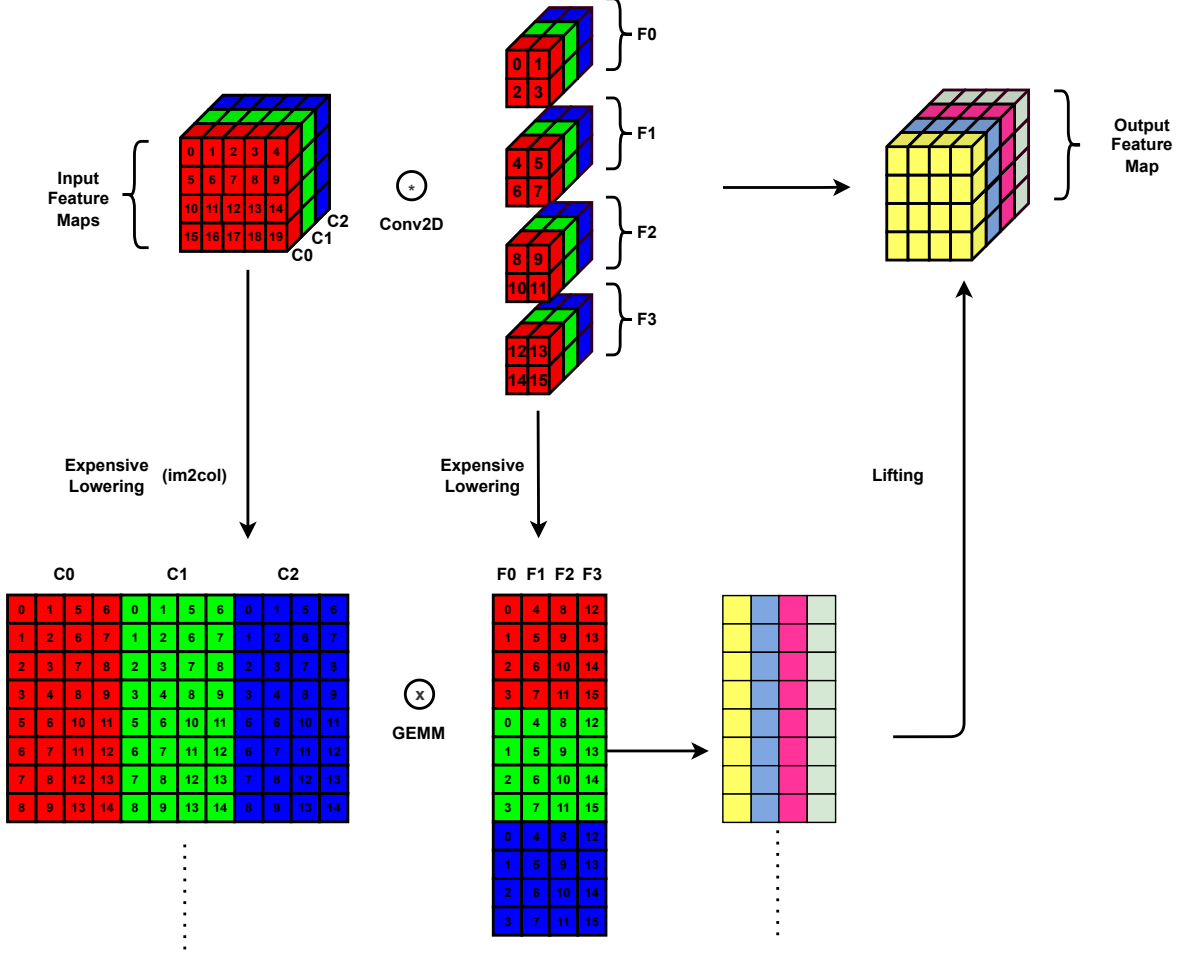 F0
0 1
2 3
F1
4 5
6 7
F2
8 9
10 11
F3
12 13
14 15
Input
Feature
Maps
0 1 2 3 4
5 6 7 8 9
10 11 12 13 14
15 16 17 18 19
C2
C1
C0
*
Conv2D
Output
Feature
Map
Expensive
Lowering
(im2col)
Expensive
Lowering
Lifting
C0 C1 C2
0 1 5 6 0 1 5 6 0 1 5 6
1 2 6 7 1 2 6 7 1 2 6 7
2 3 7 8 2 3 7 8 2 3 7 8
3 4 8 9 3 4 8 9 3 4 8 9
5 6 10 11 5 6 10 11 5 6 10 11
6 7 11 12 6 7 11 12 6 7 11 12
7 8 12 13 7 8 12 13 7 8 12 13
8 9 13 14 8 9 13 14 8 9 13 14
x
GEMM
F0 F1 F2 F3
0 4 8 12
1 5 9 13
2 6 10 14
3 7 11 15
0 4 8 12
1 5 9 13
2 6 10 14
3 7 11 15
0 4 8 12
1 5 9 13
2 6 10 14
3 7 11 15